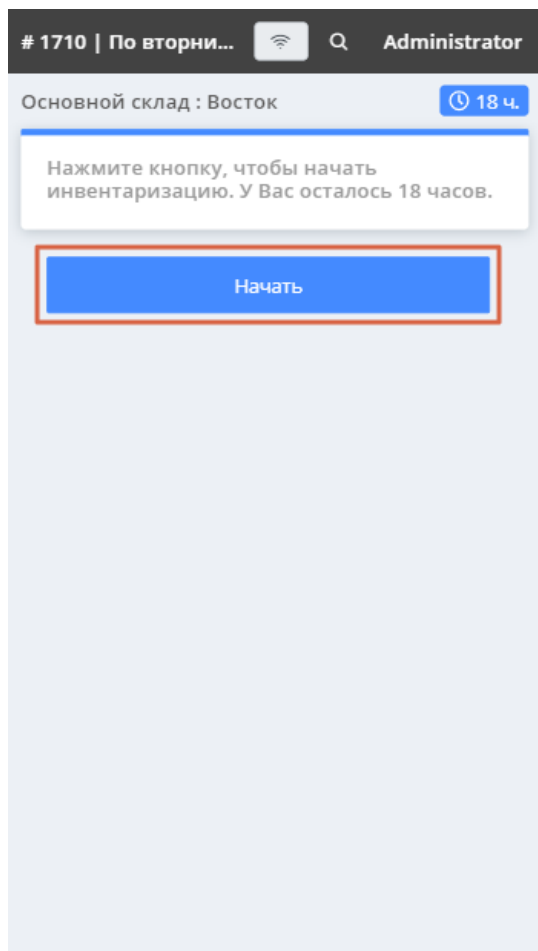 # 1710 | По вторни... Administrator
Основной склад : Восток 18 ч.
Нажмите кнопку, чтобы начать
инвентаризацию. У Вас осталось 18 часов.
Начать